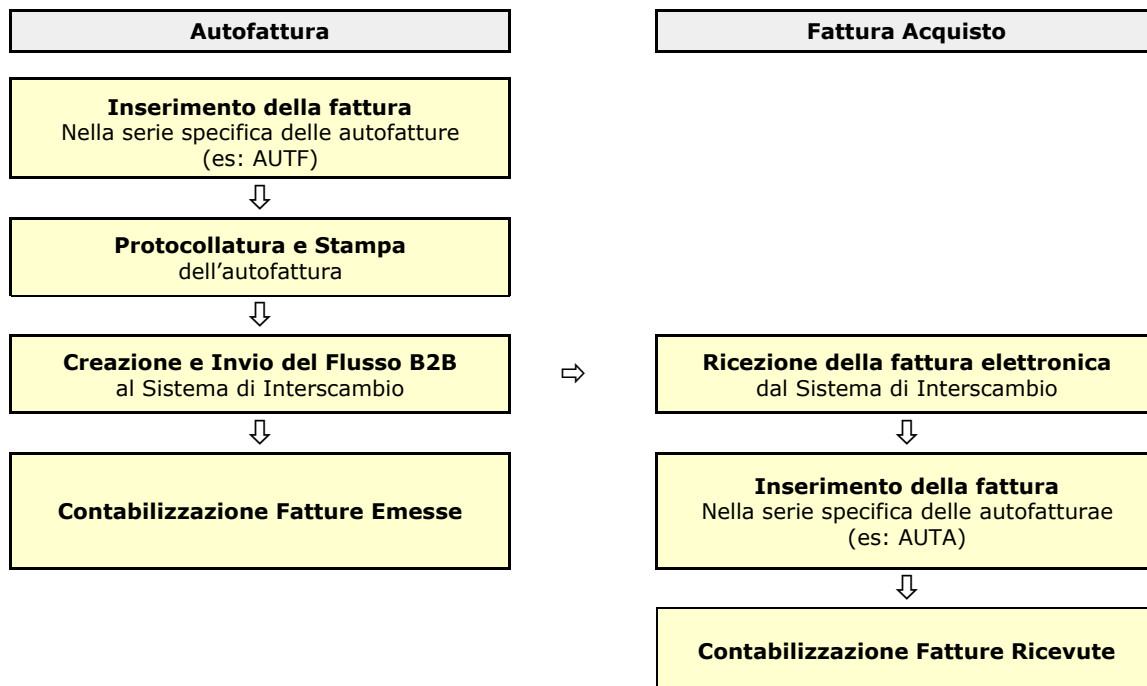 Autofattura
Fattura Acquisto
Inserimento della fattura
Nella serie specifica delle autofatture
(es: AUTF)
Protocollatura e Stampa
dell’autofattura
Creazione e Invio del Flusso B2B
al Sistema di Interscambio
Ricezione della fattura elettronica
dal Sistema di Interscambio
Contabilizzazione Fatture Emesse
Inserimento della fattura
Nella serie specifica delle autofatturae
(es: AUTA)
Contabilizzazione Fatture Ricevute